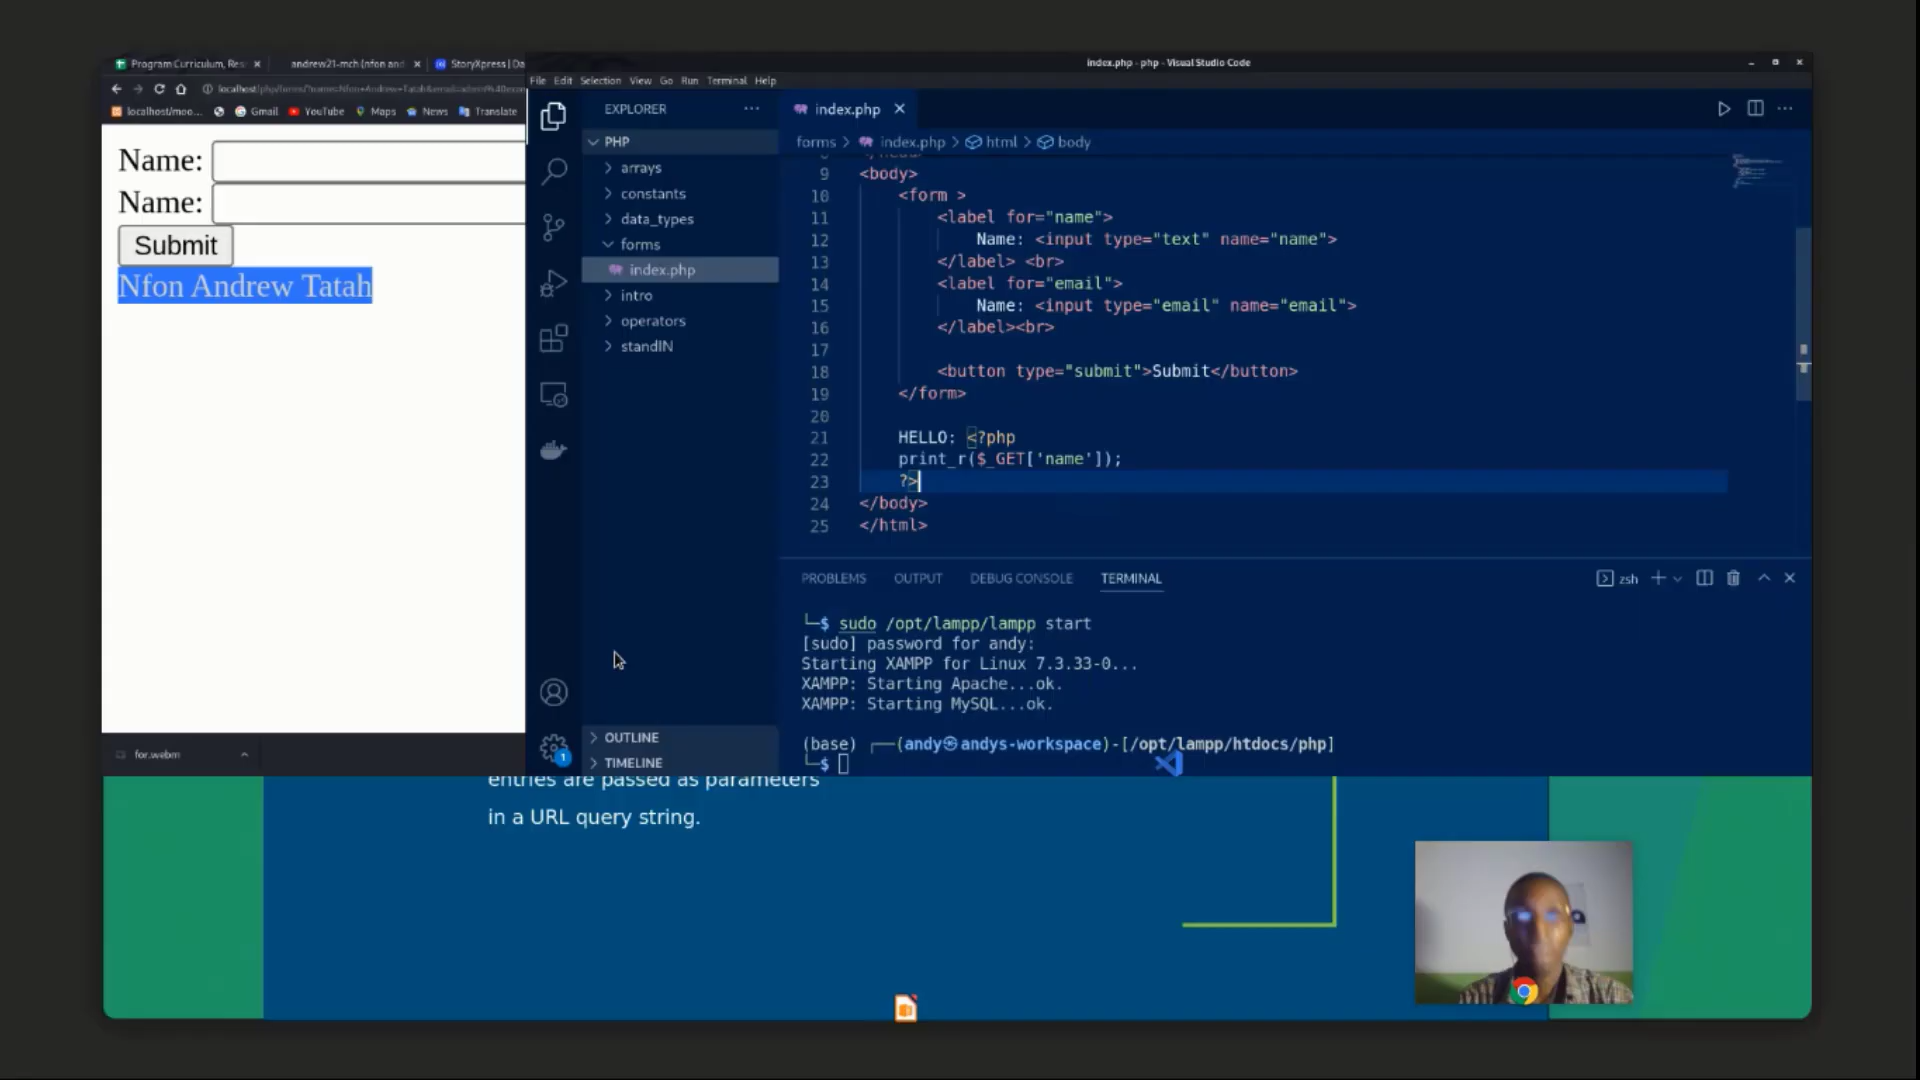 Program Curriculum, Res
andrew21-mch (nfon and
StoryXpress | Da
localhost/moo...
Gmail
YouTube
Maps
News
Translate
Name:
Name:
Submit
Nfon Andrew Tatah
for.webm
index.php - php - Visual Studio Code
File Edit Selection View Go Run Terminal Help
EXPLORER
PHP
arrays
constants
data_types
forms
index.php
intro
operators
standIN
OUTLINE
TIMELINE
1
index.php
forms > index.php > html > body
9 <body>
10 <form >
11 <label for="name">
12 Name: <input type="text" name="name">
13 </label> <br>
14 <label for="email">
15 Name: <input type="email" name="email">
16 </label><br>
17
18 <button type="submit">Submit</button>
19 </form>
20
21 HELLO: <?php
22 print_r($_GET['name']);
23 ?>
24 </body>
25 </html>
PROBLEMS OUTPUT DEBUG CONSOLE TERMINAL
zsh
└─$ sudo /opt/lampp/lampp start
[sudo] password for andy:
Starting XAMPP for Linux 7.3.33-0...
XAMPP: Starting Apache...ok.
XAMPP: Starting MySQL...ok.
(base) ┌──(andy㉿andys-workspace)-[/opt/lampp/htdocs/php]
└─$
entries are passed as parameters
in a URL query string.